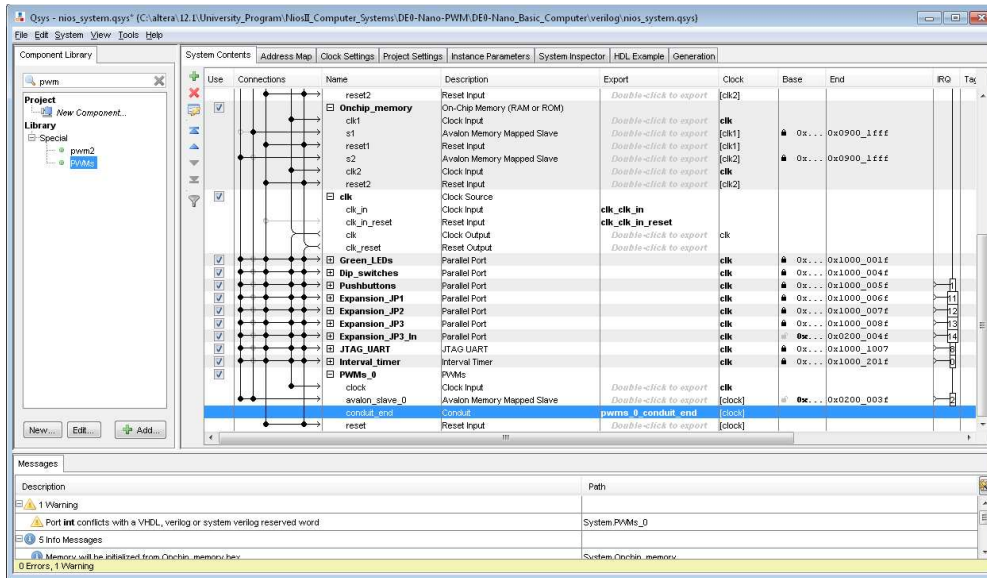 Qsys - nios_system.qsys* (C:\altera\12.1\University_Program\NiosII_Computer_Systems\DE0-Nano-PWM\DE0-Nano_Basic_Computer\verilog\nios_system.qsys)
File Edit System View Tools Help
Component Library
pwm
Project
New Component...
Library
Special
pwm2
PWMs
New... Edit... Add...
System Contents Address Map Clock Settings Project Settings Instance Parameters System Inspector HDL Example Generation
Use Connections Name Description Export Clock Base End IRQ Tag
reset2 Reset Input Double-click to export [clk2]
Onchip_memory On-Chip Memory (RAM or ROM)
clk1 Clock Input Double-click to export clk
s1 Avalon Memory Mapped Slave Double-click to export [clk1] 0x... 0x0900_1fff
reset1 Reset Input Double-click to export [clk1]
s2 Avalon Memory Mapped Slave Double-click to export [clk2] 0x... 0x0900_1fff
clk2 Clock Input Double-click to export clk
reset2 Reset Input Double-click to export [clk2]
clk Clock Source
clk_in Clock Input clk_clk_in
clk_in_reset Reset Input clk_clk_in_reset
clk Clock Output Double-click to export clk
clk_reset Reset Output Double-click to export
Green_LEDs Parallel Port clk 0x... 0x1000_001f
Dip_switches Parallel Port clk 0x... 0x1000_004f
Pushbuttons Parallel Port clk 0x... 0x1000_005f 1
Expansion_JP1 Parallel Port clk 0x... 0x1000_006f 11
Expansion_JP2 Parallel Port clk 0x... 0x1000_007f 12
Expansion_JP3 Parallel Port clk 0x... 0x1000_008f 13
Expansion_JP3_In Parallel Port clk 0x... 0x0200_004f 14
JTAG_UART JTAG UART clk 0x... 0x1000_1007 8
Interval_timer Interval Timer clk 0x... 0x1000_201f 0
PWMs_0 PWMs
clock Clock Input Double-click to export clk
avalon_slave_0 Avalon Memory Mapped Slave Double-click to export [clock] 0x... 0x0200_003f 2
conduit_end Conduit pwms_0_conduit_end [clock]
reset Reset Input Double-click to export [clock]
Messages
Description Path
1 Warning
Port int conflicts with a VHDL, verilog or system verilog reserved word System.PWMs_0
5 Info Messages
Memory will be initialized from Onchip_memory.hex System.Onchip_memory
0 Errors, 1 Warning